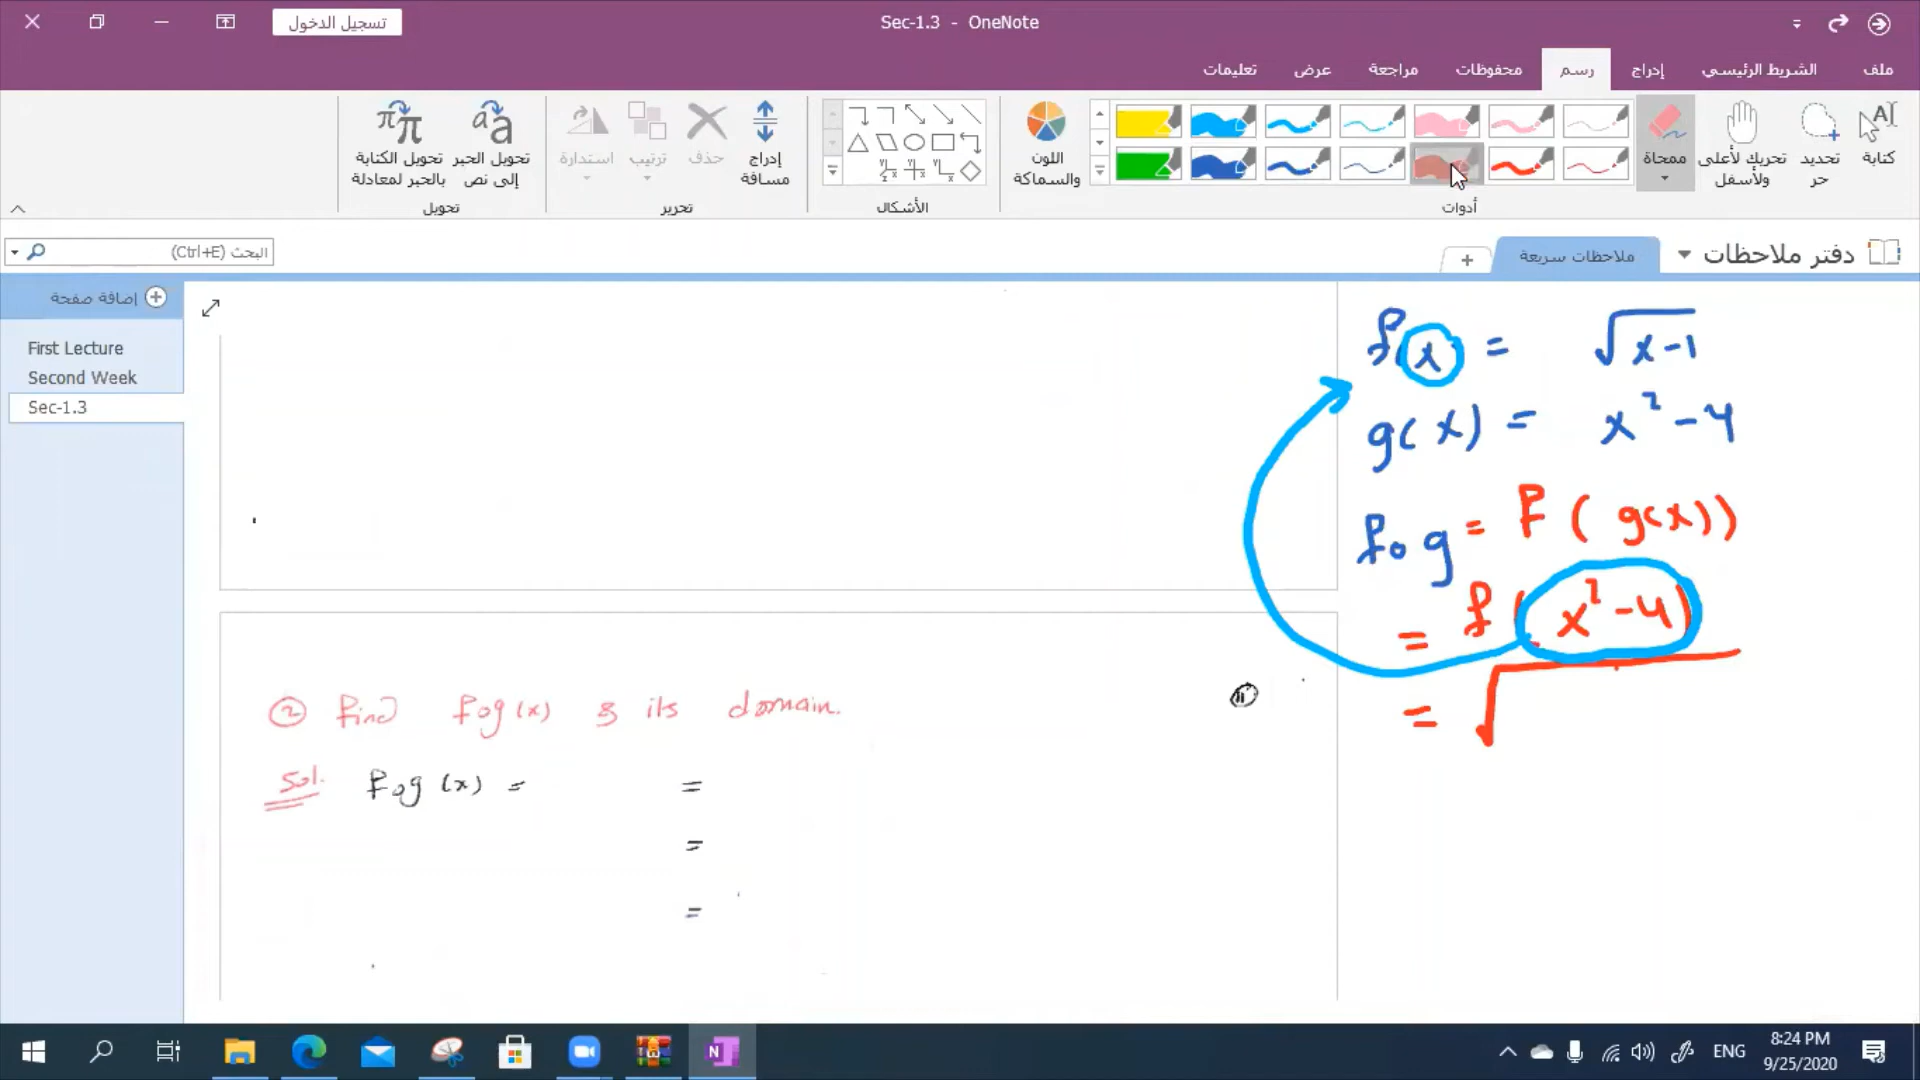 تسجيل الدخول
Sec-1.3 - OneNote
ملف الشريط الرئيسي إدراج رسم محفوظات مراجعة عرض تعليمات
كتابة
تحديد حر
تحريك لأعلى ولأسفل
ممحاة
اللون والسماكة
إدراج مسافة
حذف
ترتيب
استدارة
تحويل الحبر إلى نص
تحويل الكتابة بالحبر لمعادلة
أدوات
الأشكال
تحرير
تحويل
دفتر ملاحظات
ملاحظات سريعة
البحث (Ctrl+E)
إضافة صفحة
First Lecture
Second Week
Sec-1.3
f(x) = √x-1
g(x) = x² - 4
fog = F ( g(x))
= f ( x² - 4)
= √
② Find fog(x) & its domain.
Sol. Fog (x) = =
=
=
ENG
8:24 PM
9/25/2020